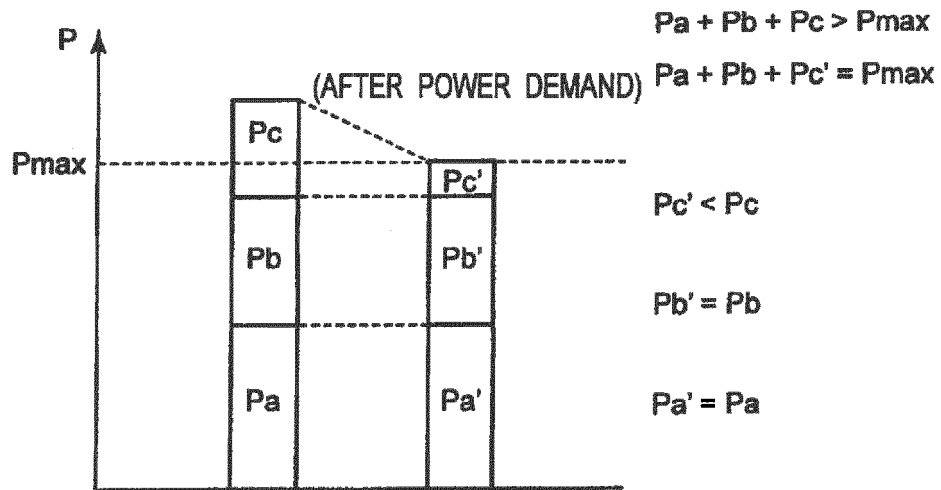 Pa + Pb + Pc > Pmax
P
Pa + Pb + Pc' = Pmax
(AFTER POWER DEMAND)
Pc
Pmax
Pc'
Pc' < Pc
Pb
Pb'
Pb' = Pb
Pa
Pa'
Pa' = Pa